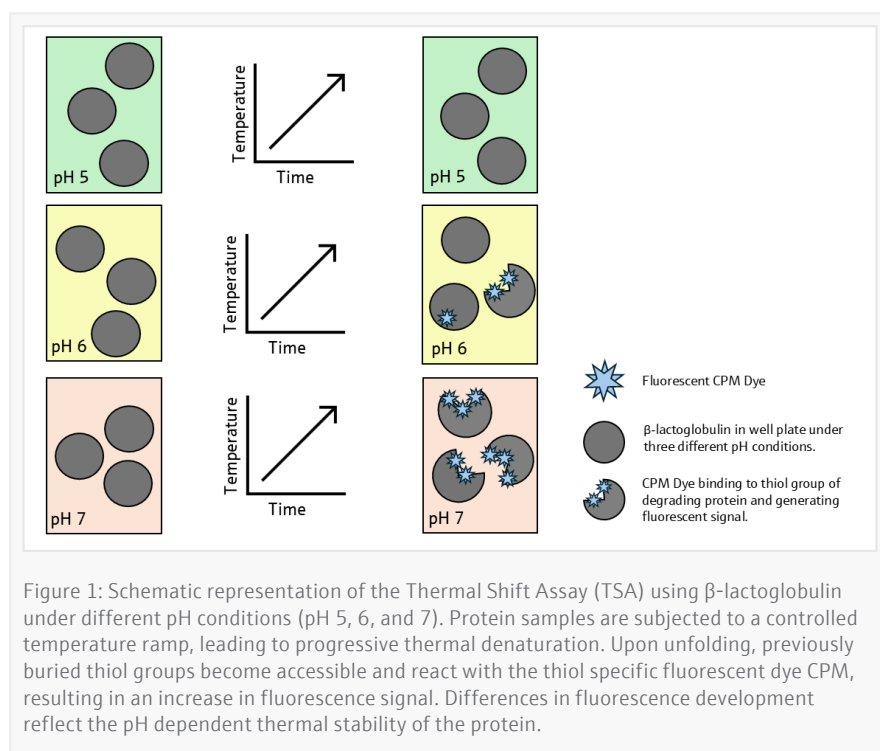 Temperature
Time
pH 5
pH 5
Temperature
Time
pH 6
pH 6
Temperature
Time
pH 7
pH 7
Fluorescent CPM Dye
β-lactoglobulin in well plate under
three different pH conditions.
CPM Dye binding to thiol group of
degrading protein and generating
fluorescent signal.
Figure 1: Schematic representation of the Thermal Shift Assay (TSA) using β-lactoglobulin
under different pH conditions (pH 5, 6, and 7). Protein samples are subjected to a controlled
temperature ramp, leading to progressive thermal denaturation. Upon unfolding, previously
buried thiol groups become accessible and react with the thiol specific fluorescent dye CPM,
resulting in an increase in fluorescence signal. Differences in fluorescence development
reflect the pH dependent thermal stability of the protein.